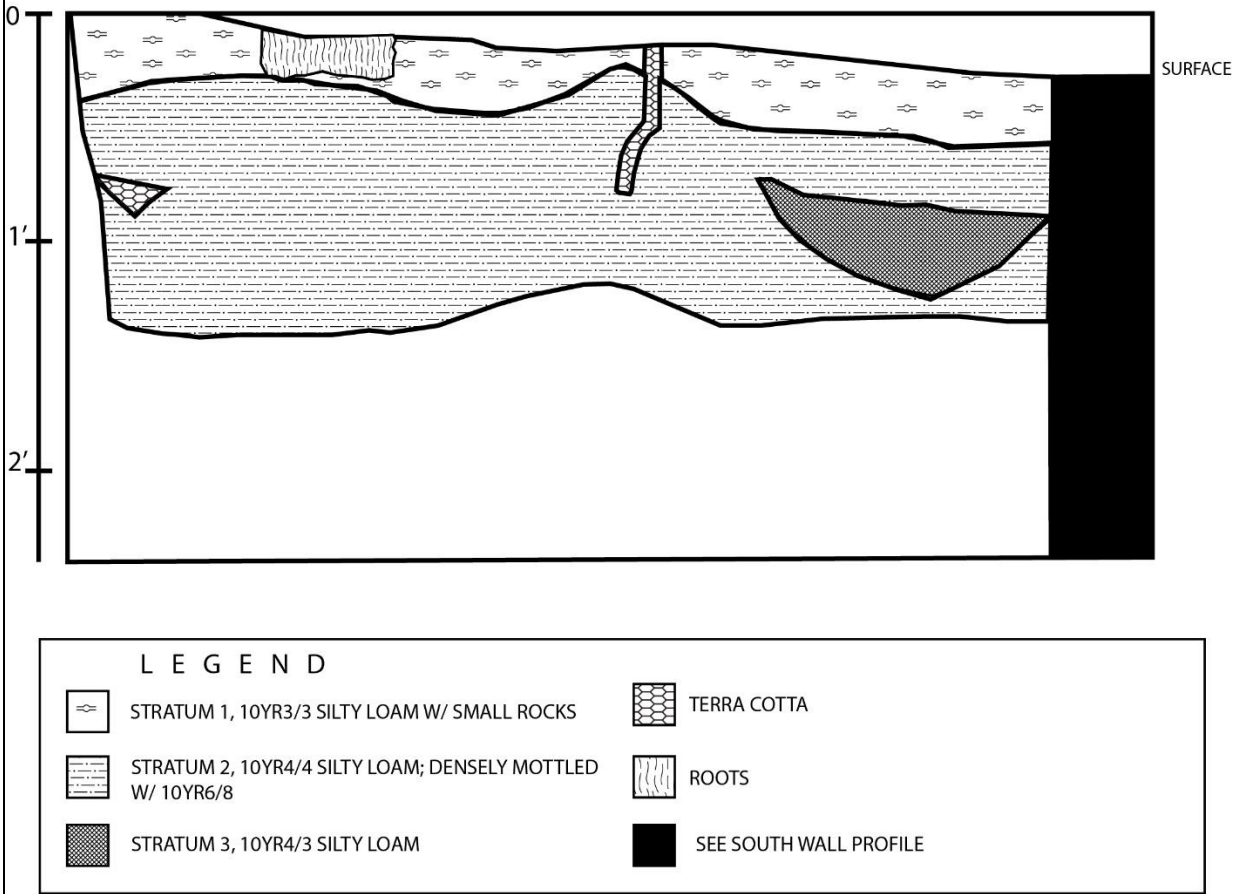 0
SURFACE
1'
2'
LEGEND
STRATUM 1, 10YR3/3 SILTY LOAM W/ SMALL ROCKS
STRATUM 2, 10YR4/4 SILTY LOAM; DENSELY MOTTLED
W/ 10YR6/8
STRATUM 3, 10YR4/3 SILTY LOAM
TERRA COTTA
ROOTS
SEE SOUTH WALL PROFILE